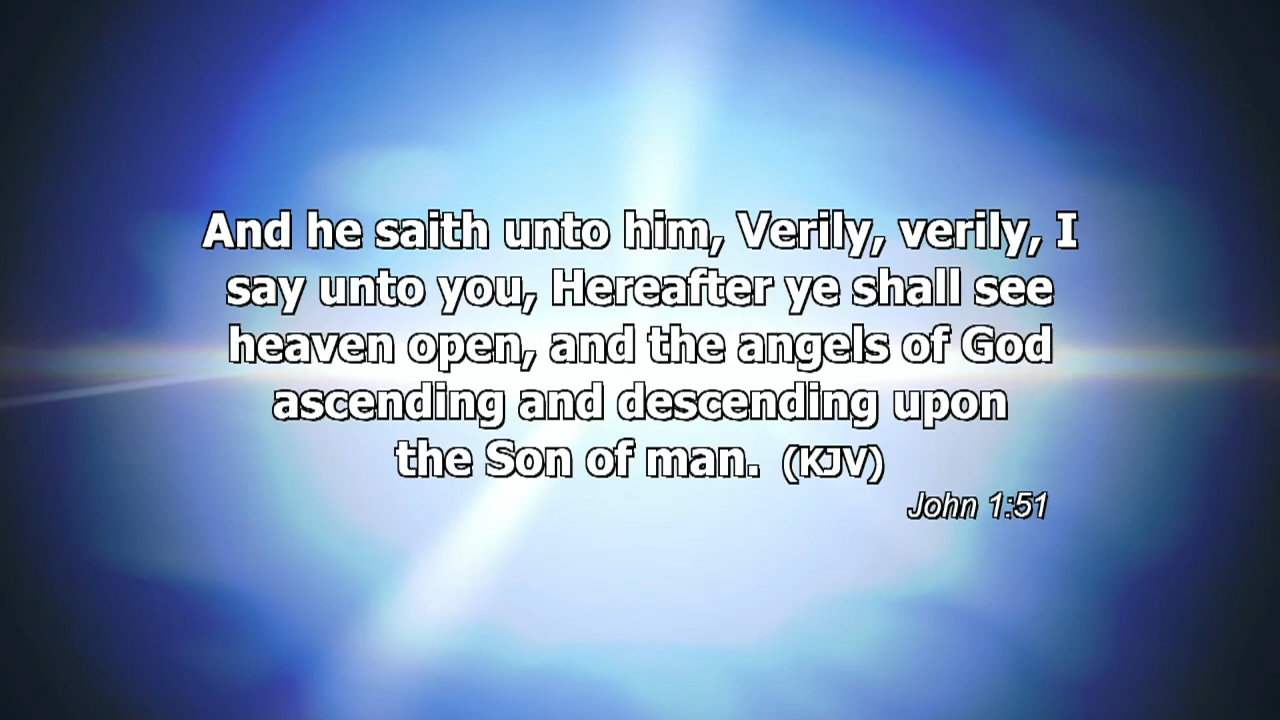 And he saith unto him, Verily, verily, I
say unto you, Hereafter ye shall see
heaven open, and the angels of God
ascending and descending upon
the Son of man. (KJV)
John 1:51